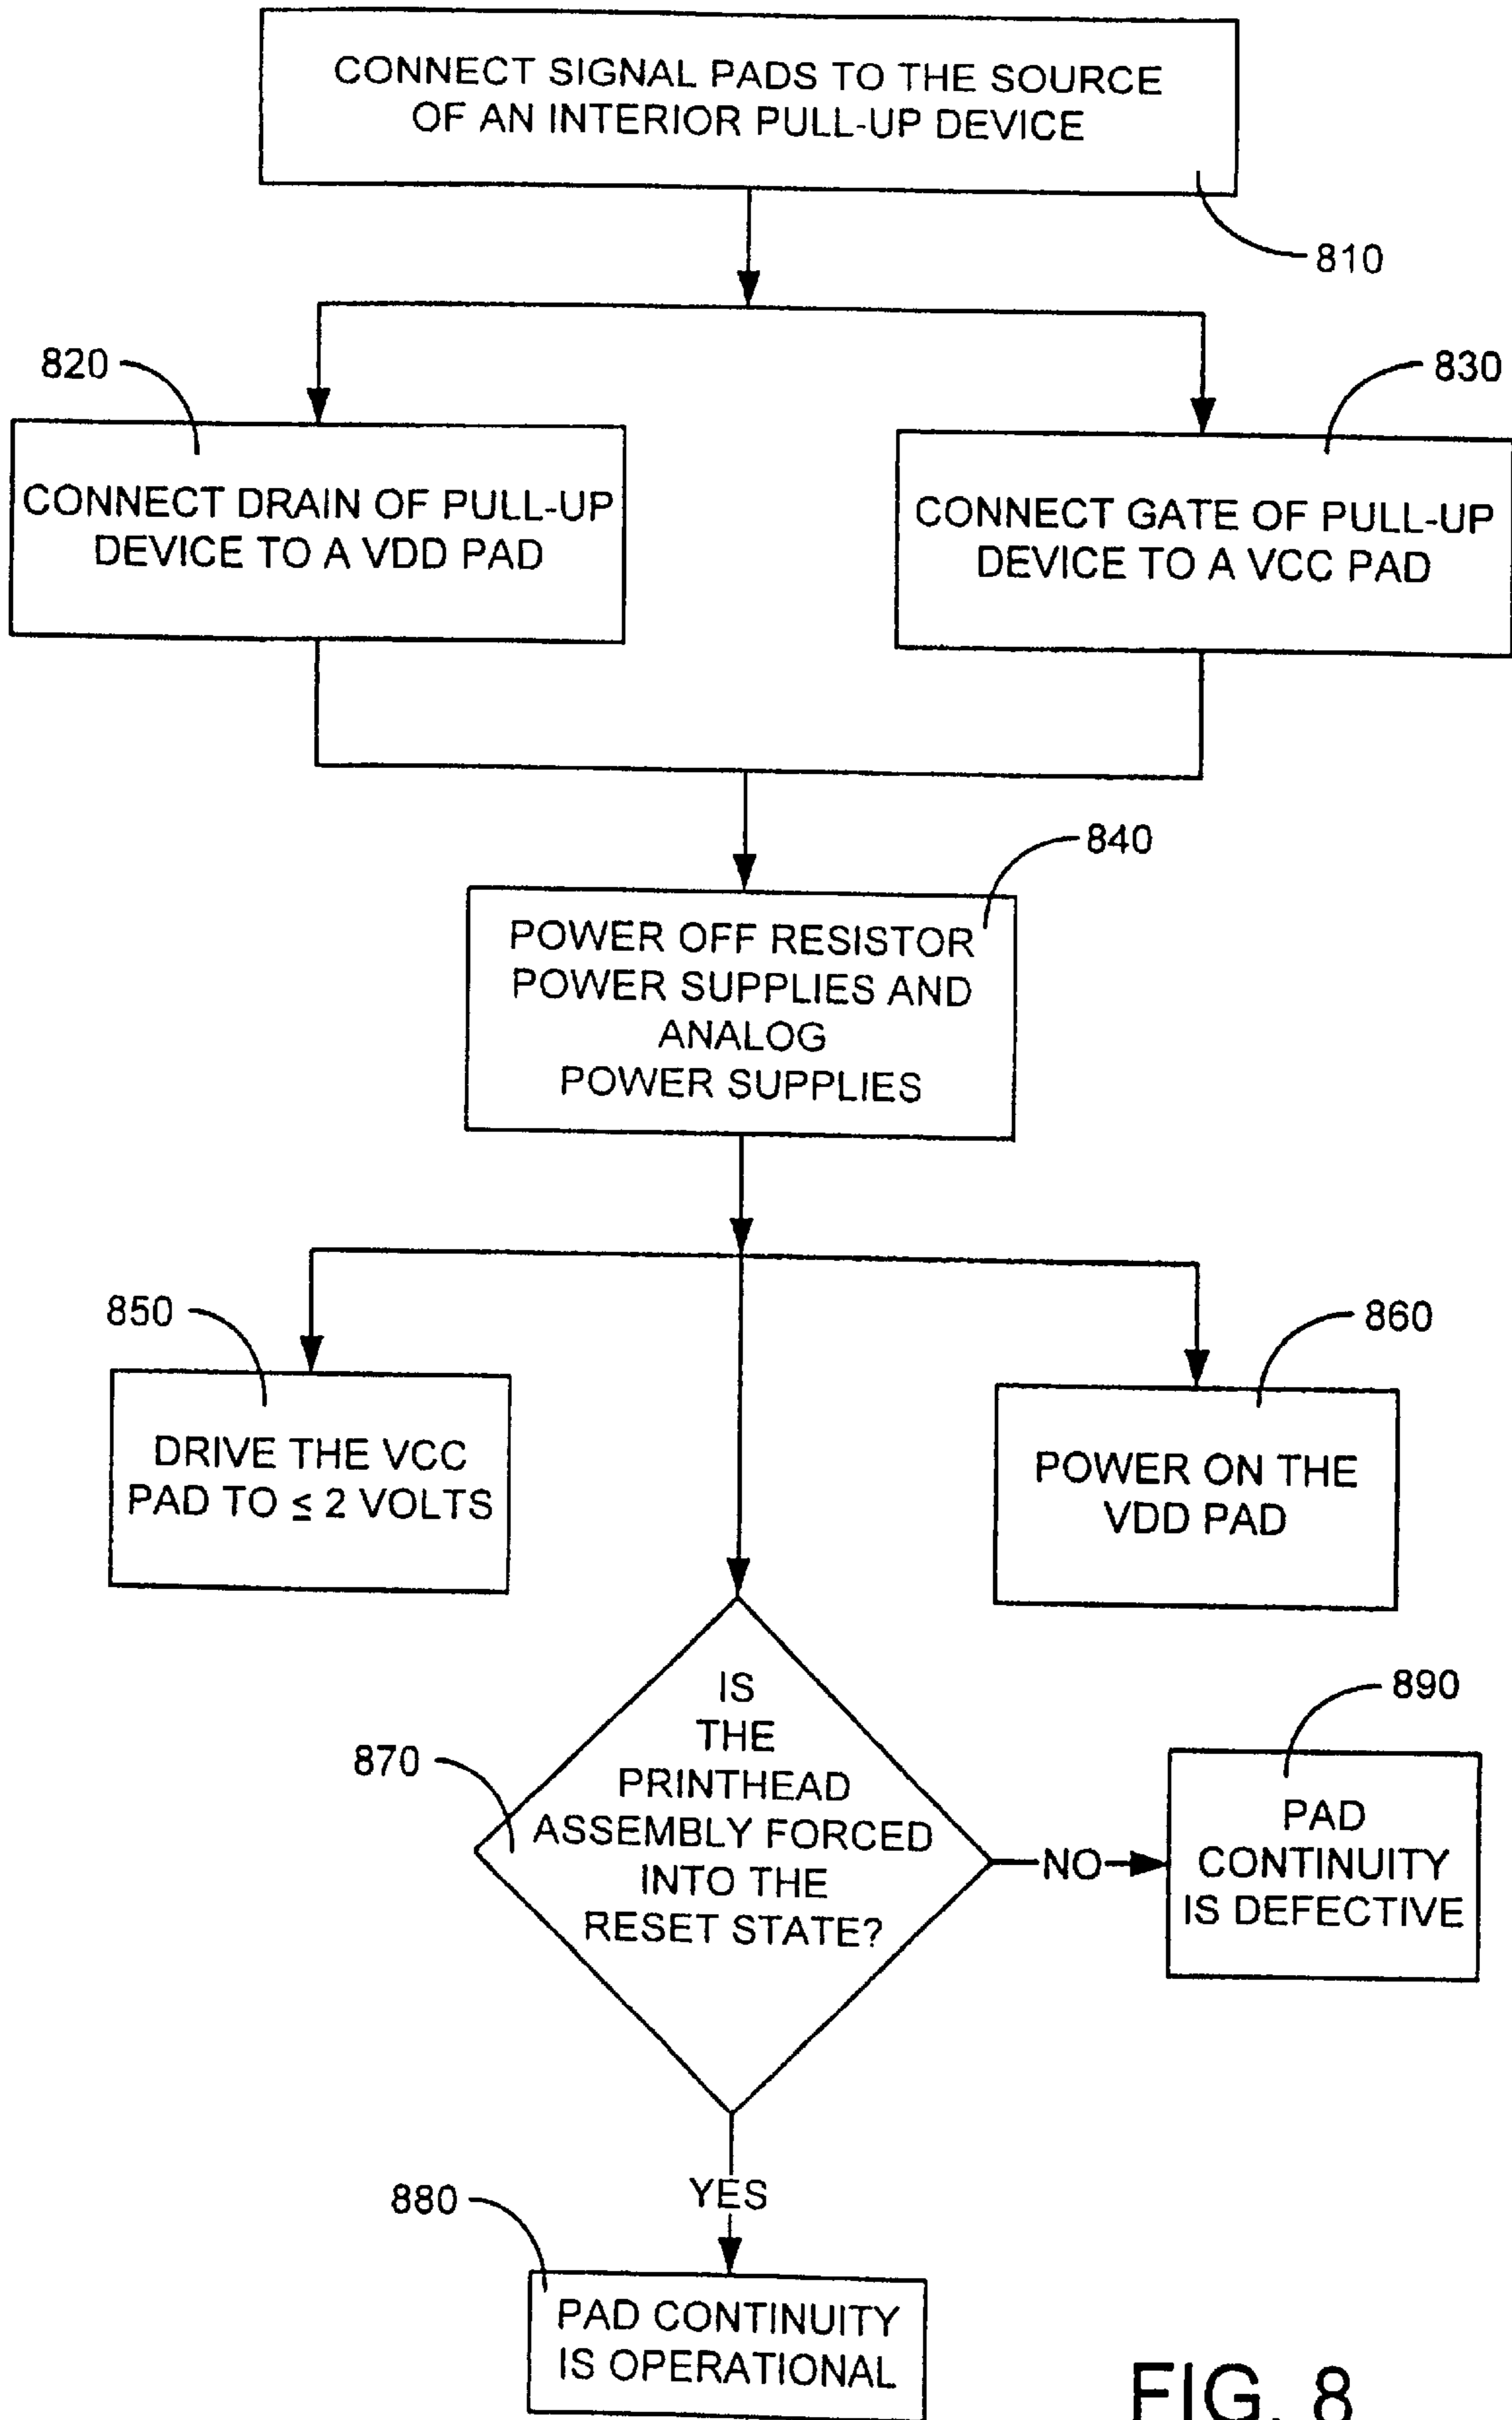 CONNECT SIGNAL PADS TO THE SOURCE
OF AN INTERIOR PULL-UP DEVICE
810
820
830
CONNECT DRAIN OF PULL-UP
DEVICE TO A VDD PAD
CONNECT GATE OF PULL-UP
DEVICE TO A VCC PAD
840
POWER OFF RESISTOR
POWER SUPPLIES AND
ANALOG
POWER SUPPLIES
850
860
DRIVE THE VCC
PAD TO ≤ 2 VOLTS
POWER ON THE
VDD PAD
870
IS
THE
PRINTHEAD
ASSEMBLY FORCED
INTO THE
RESET STATE?
NO
890
PAD
CONTINUITY
IS DEFECTIVE
YES
880
PAD CONTINUITY
IS OPERATIONAL
FIG. 8